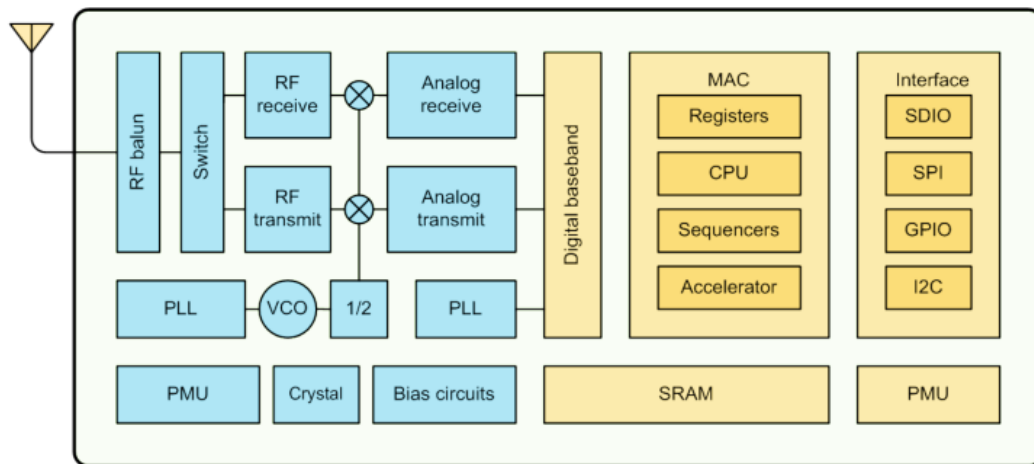 RF balun
Switch
RF
receive
Analog
receive
RF
transmit
Analog
transmit
Digital baseband
MAC
Registers
CPU
Sequencers
Accelerator
Interface
SDIO
SPI
GPIO
I2C
PLL
VCO
1/2
PLL
PMU
Crystal
Bias circuits
SRAM
PMU